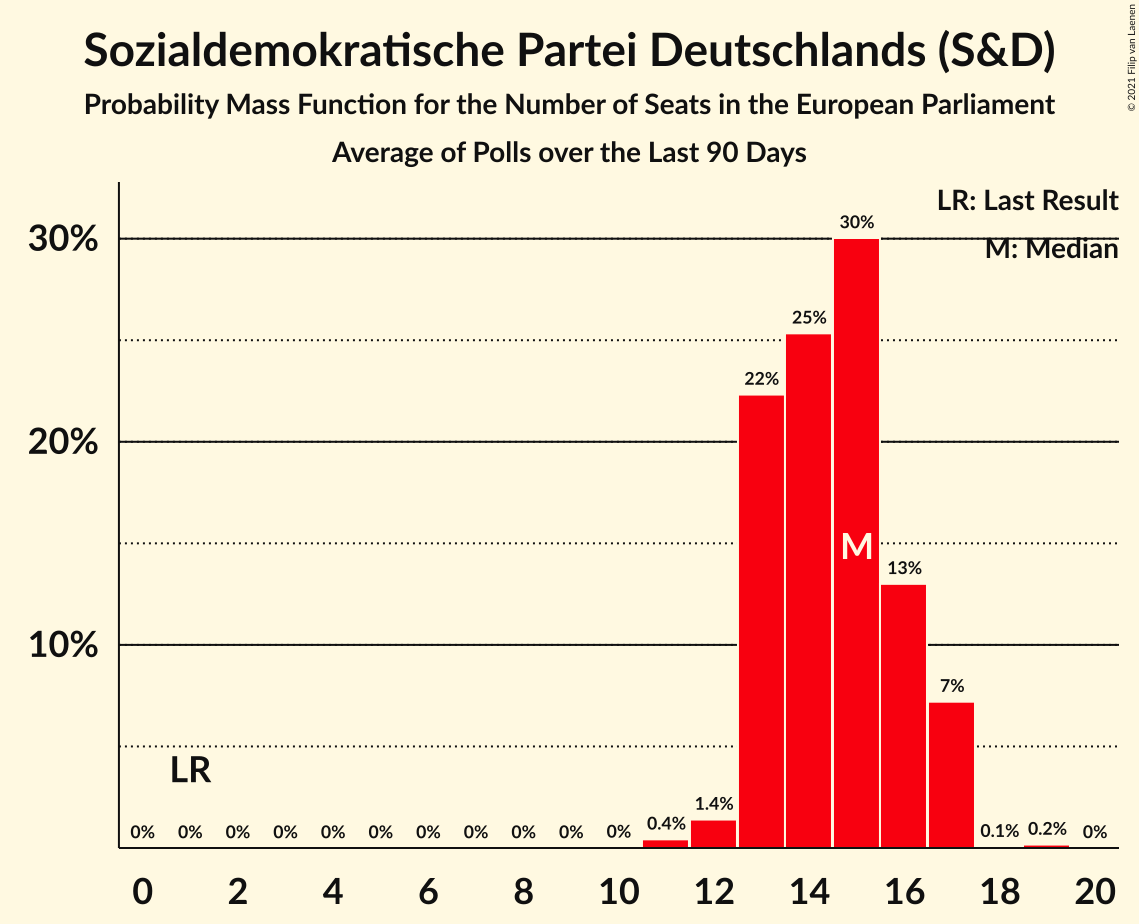 Sozialdemokratische Partei Deutschlands (S&D)
Probability Mass Function for the Number of Seats in the European Parliament
Average of Polls over the Last 90 Days
© 2021 Filip van Laenen
LR: Last Result
M: Median
30%
20%
10%
30%
25%
22%
M
13%
7%
LR
0% 0% 0% 0% 0% 0% 0% 0% 0% 0% 0% 0.4% 1.4% 0.1% 0.2% 0%
0 2 4 6 8 10 12 14 16 18 20